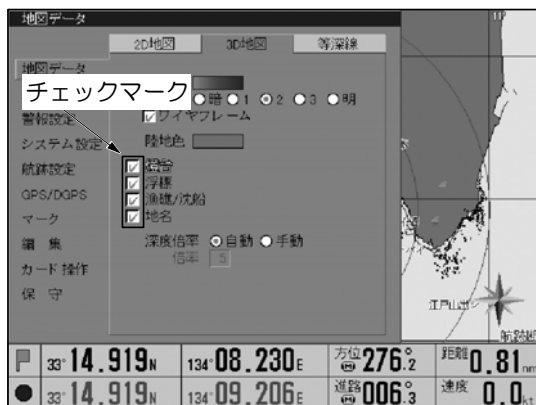 地図データ
2D地図 3D地図 等深線
地図データ
チェックマーク
暗 1 2 3 明
警報設定 ワイヤフレーム
システム設定 陸地色
航跡設定 燈台
浮標
GPS/DGPS 漁礁/沈船
マーク 地名
編 集 深度倍率 自動 手動
カード操作 倍率 5
保 守
33°14.919N 134°08.230E 方位 276.2° 距離 0.81nm
33°14.919N 134°09.206E 進路 006.3° 速度 0.0kt